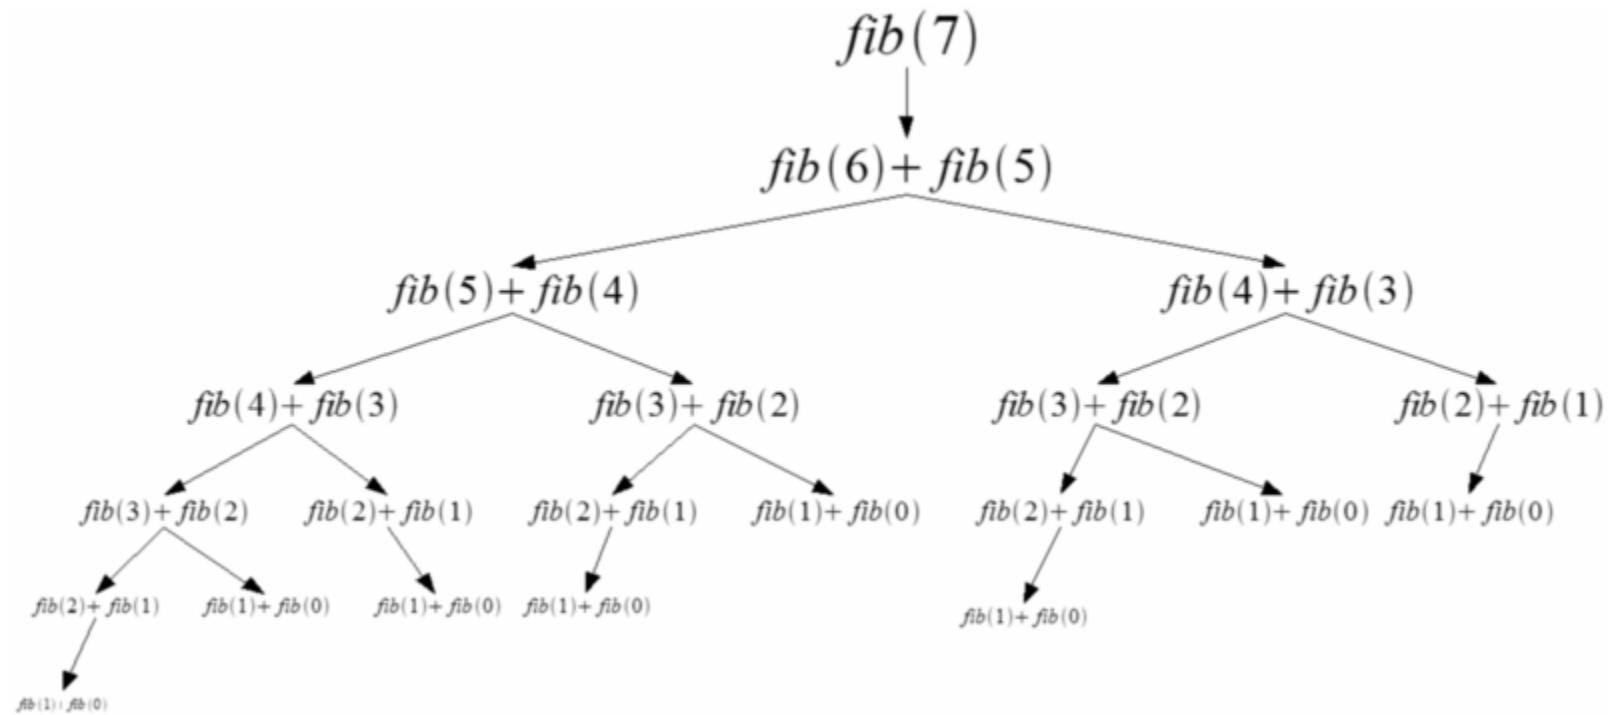 fib(7)
fib(6)+ fib(5)
fib(5)+ fib(4) fib(4)+ fib(3)
fib(4)+ fib(3) fib(3)+ fib(2) fib(3)+ fib(2) fib(2)+ fib(1)
fib(3)+ fib(2) fib(2)+ fib(1) fib(2)+ fib(1) fib(1)+ fib(0) fib(2)+ fib(1) fib(1)+ fib(0) fib(1)+ fib(0)
fib(2)+ fib(1) fib(1)+ fib(0) fib(1)+ fib(0) fib(1)+ fib(0) fib(1)+ fib(0)
fib(1)+ fib(0)